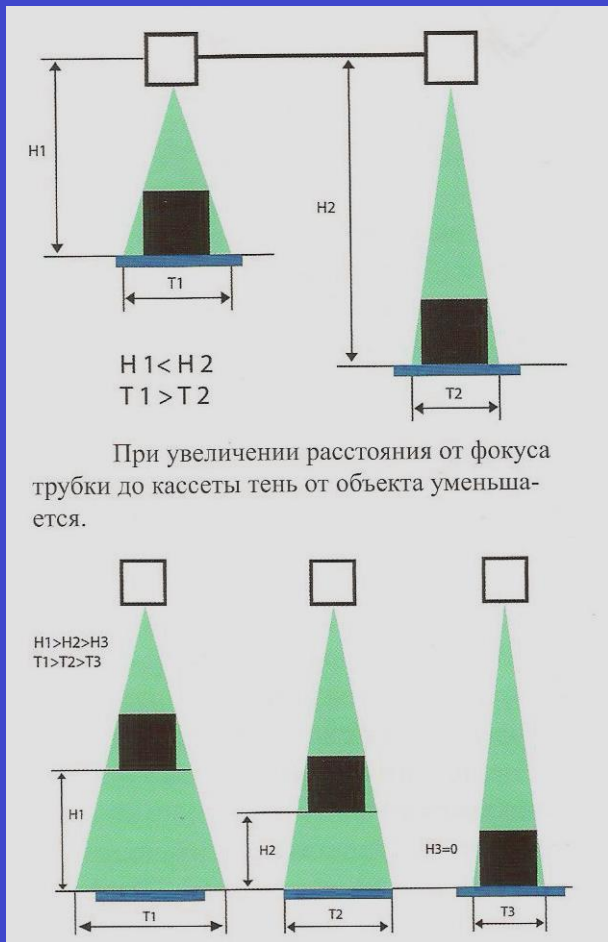 H1
H2
T1
H 1< H 2
T 1 > T 2
T2
При увеличении расстояния от фокуса
трубки до кассеты тень от объекта уменьша-
ется.
H1>H2>H3
T1>T2>T3
H1
H2
H3=0
T1
T2
T3